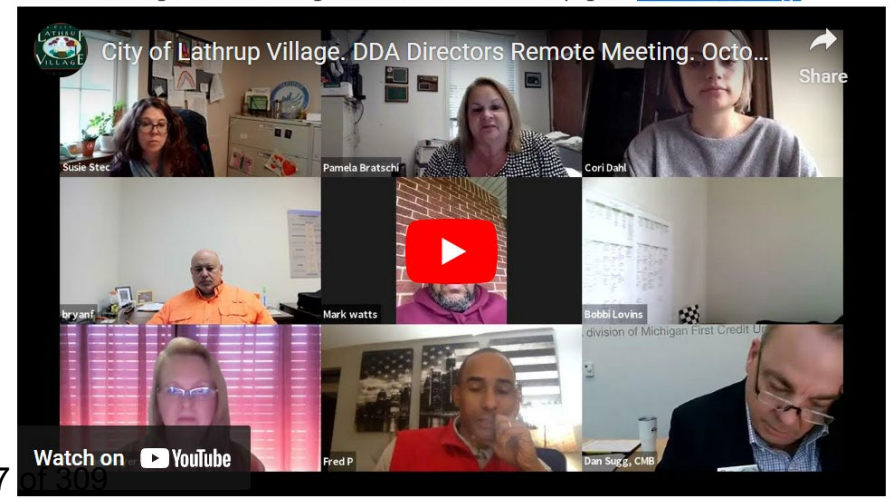 LATHRUP
VILLAGE
City of Lathrup Village. DDA Directors Remote Meeting. Octo...
Share
Susie Stec
Pamela Bratschi
Cori Dahl
bryanf
Mark watts
Bobbi Lovins
division of Michigan First Credit
Fred P
Dan Sugg, CMB
Watch on YouTube
of 309